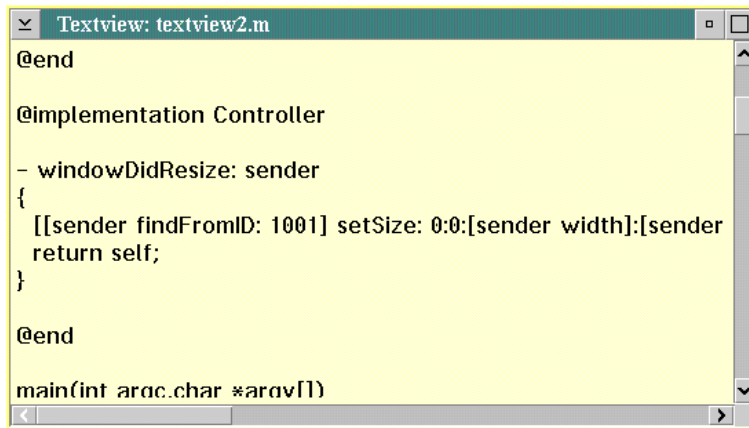 Textview: textview2.m
@end
@implementation Controller
- windowDidResize: sender
{
[[sender findFromID: 1001] setSize: 0:0:[sender width]:[sender
return self;
}
@end
main(int argc,char *argv[])